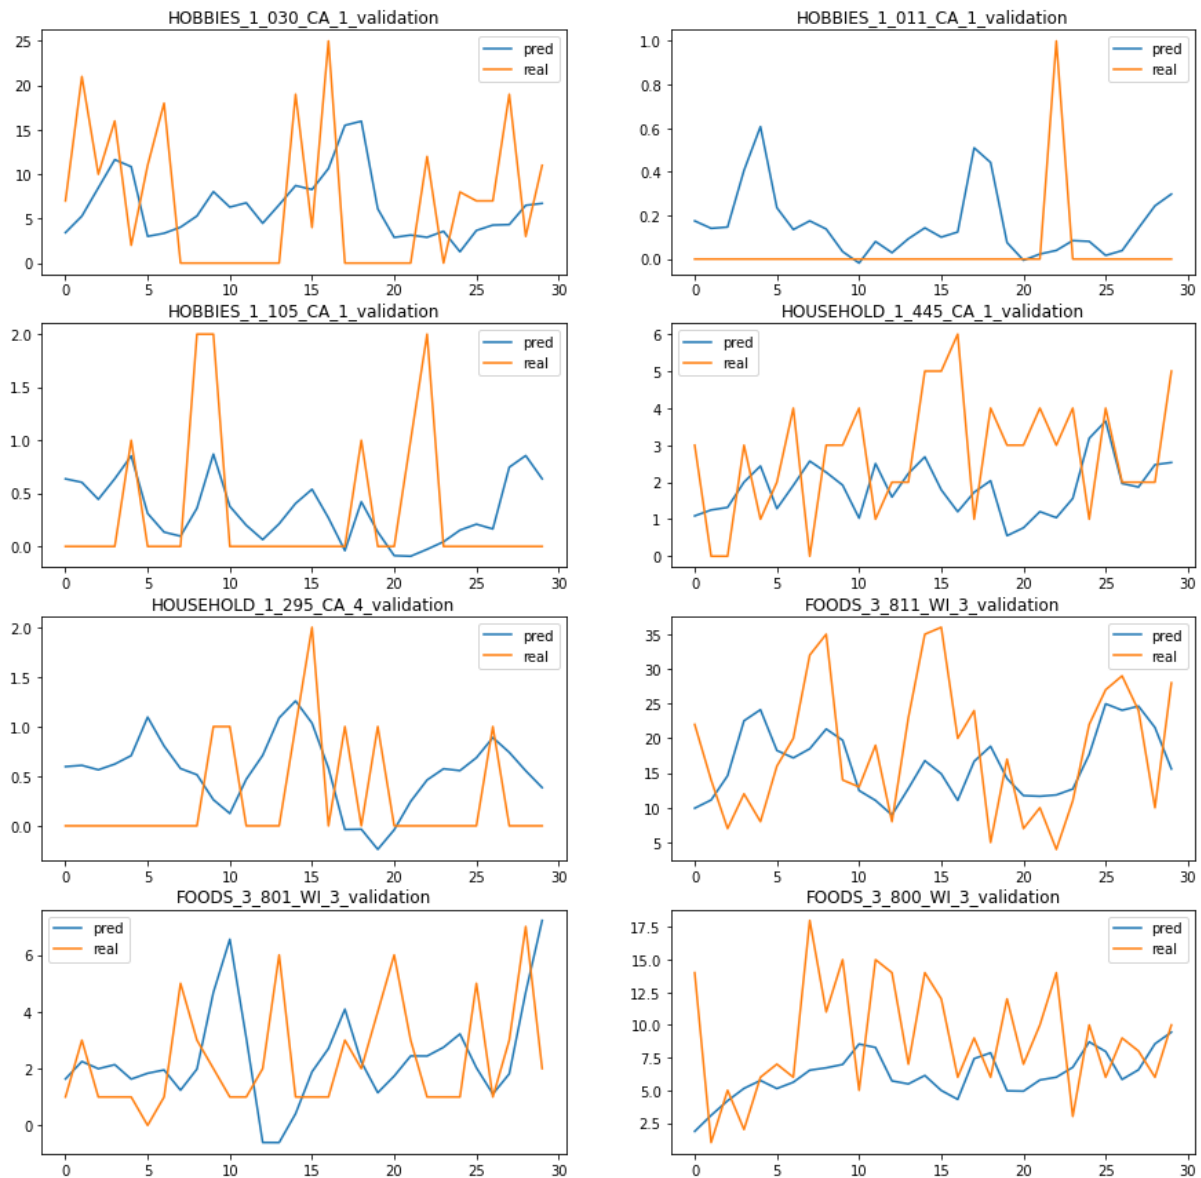 HOBBIES_1_030_CA_1_validation
25
20
15
10
5
0
pred
real
0 5 10 15 20 25 30
HOBBIES_1_011_CA_1_validation
1.0
0.8
0.6
0.4
0.2
0.0
pred
real
0 5 10 15 20 25 30
HOBBIES_1_105_CA_1_validation
2.0
1.5
1.0
0.5
0.0
pred
real
0 5 10 15 20 25 30
HOUSEHOLD_1_445_CA_1_validation
6
5
4
3
2
1
0
pred
real
0 5 10 15 20 25 30
HOUSEHOLD_1_295_CA_4_validation
2.0
1.5
1.0
0.5
0.0
pred
real
0 5 10 15 20 25 30
FOODS_3_811_WI_3_validation
35
30
25
20
15
10
5
pred
real
0 5 10 15 20 25 30
FOODS_3_801_WI_3_validation
6
4
2
0
pred
real
0 5 10 15 20 25 30
FOODS_3_800_WI_3_validation
17.5
15.0
12.5
10.0
7.5
5.0
2.5
pred
real
0 5 10 15 20 25 30